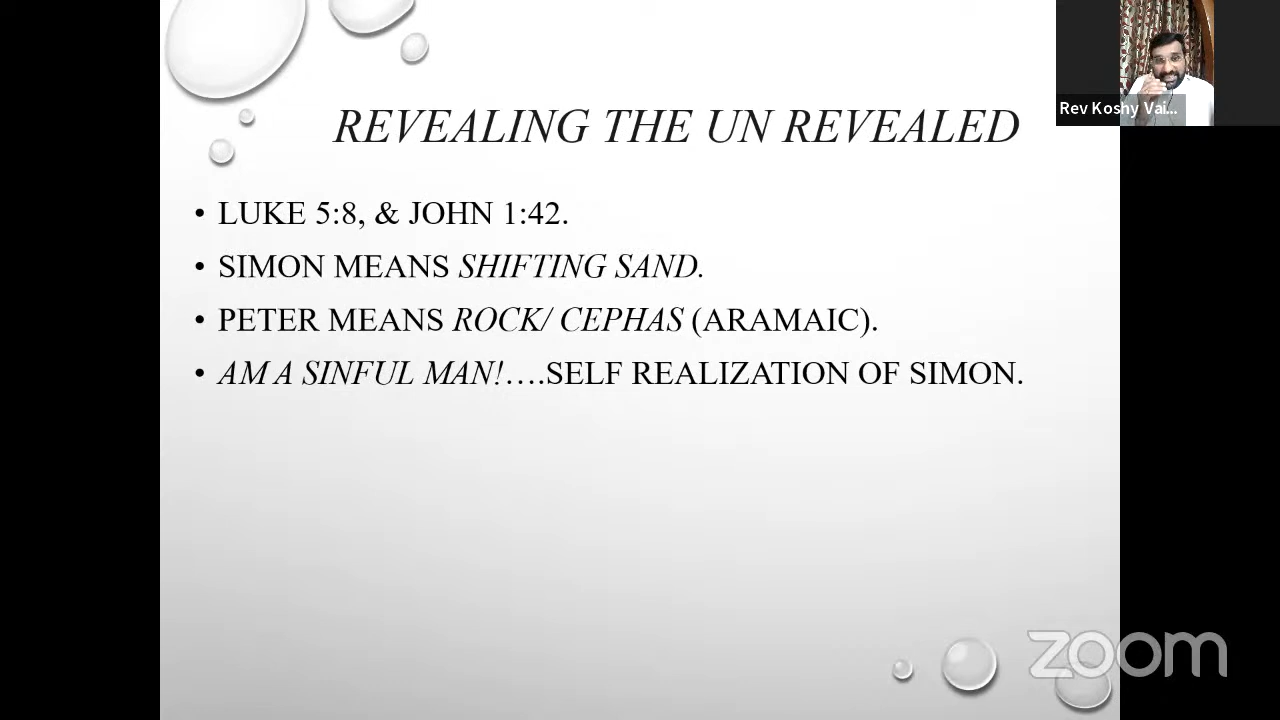 Rev Koshy Vai...
REVEALING THE UN REVEALED
• LUKE 5:8, & JOHN 1:42.
• SIMON MEANS SHIFTING SAND.
• PETER MEANS ROCK/ CEPHAS (ARAMAIC).
• AM A SINFUL MAN!....SELF REALIZATION OF SIMON.
zoom